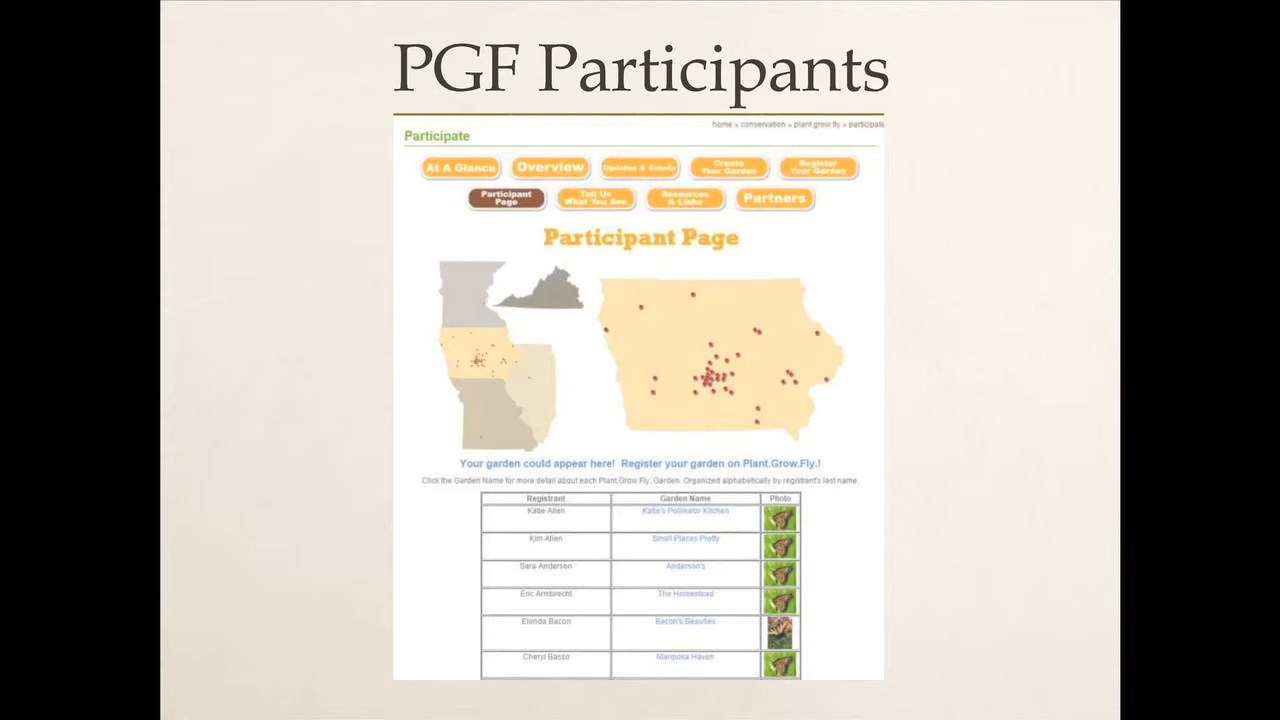 PGF Participants
home » conservation » plant grow fly » participate
Participate
At A Glance
Overview
Updates & Events
Create
Your Garden
Register
Your Garden
Participant
Page
Tell Us
What You See
Resources
& Links
Partners
Participant Page
Your garden could appear here! Register your garden on Plant.Grow.Fly.!
Click the Garden Name for more detail about each Plant.Grow Fly. Garden. Organized alphabetically by registrant's last name.
Registrant Garden Name Photo
Katie Allen Katie's Pollinator Kitchen
Kim Allen Small Places Pretty
Sara Anderson Anderson's
Eric Armbrecht The Homestead
Elonda Bacon Bacon's Beauties
Cheryl Basso Mariposa Haven